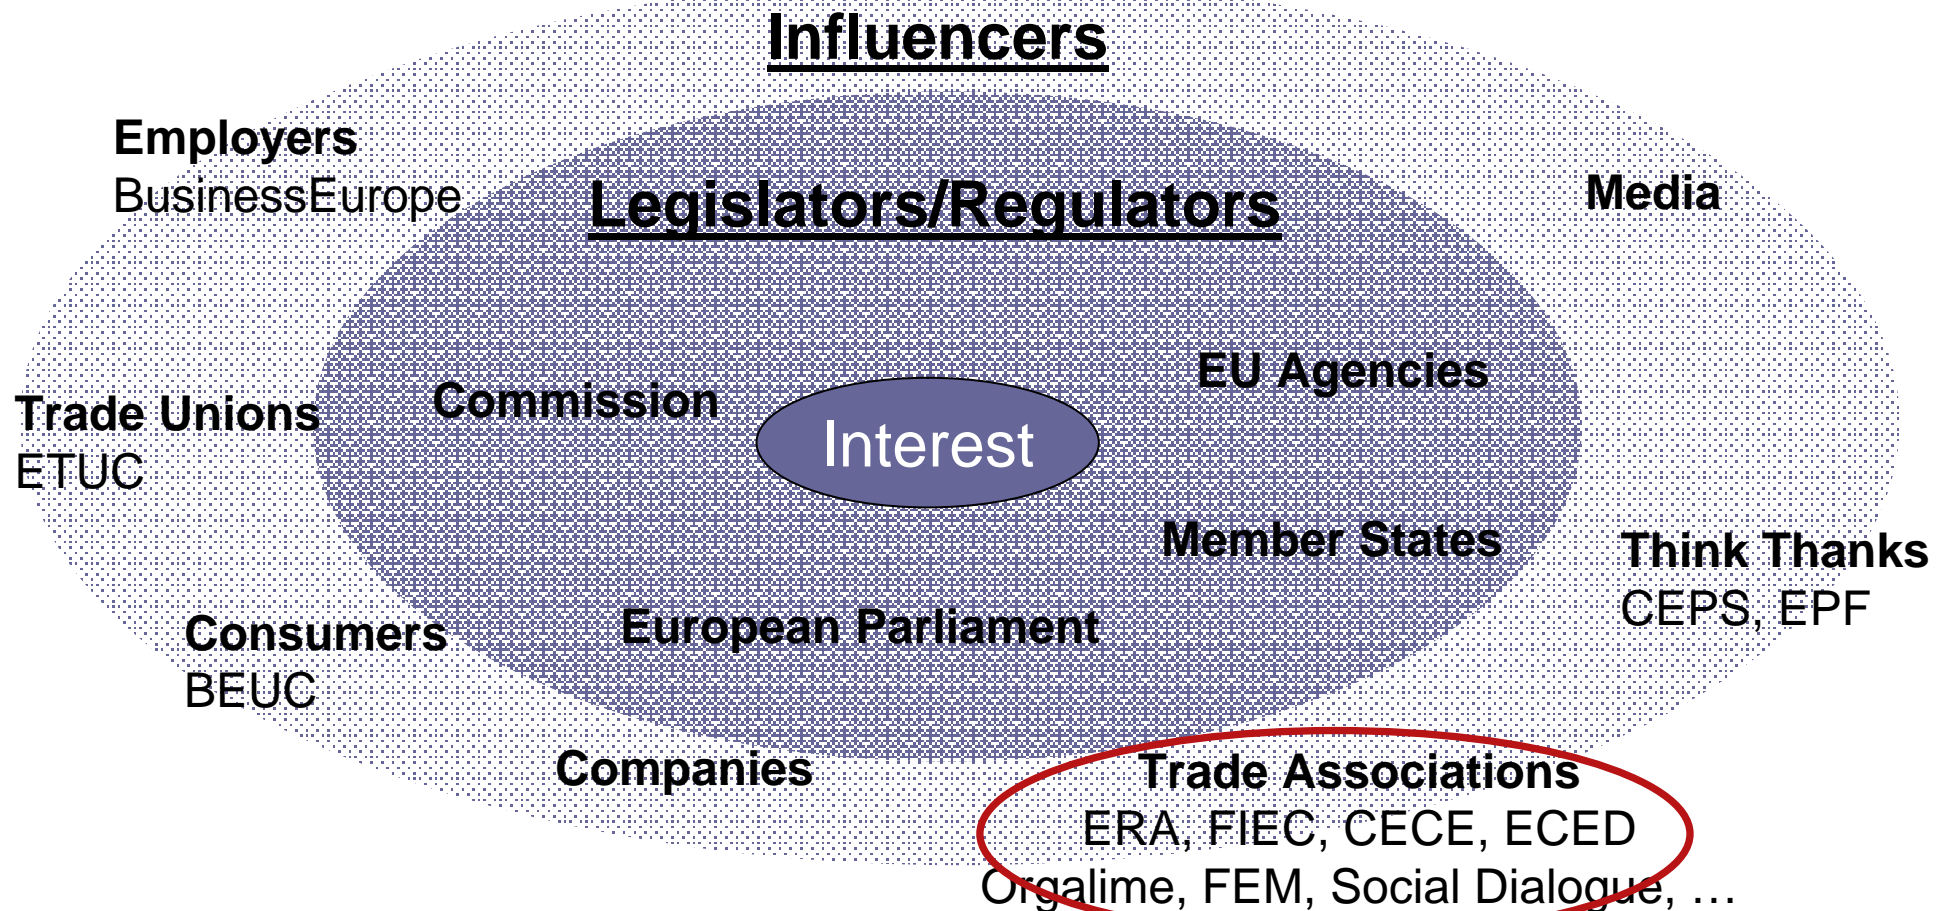 Influencers
Employers
BusinessEurope
Legislators/Regulators
Media
EU Agencies
Commission
Trade Unions
ETUC
Interest
Member States
Think Thanks
CEPS, EPF
European Parliament
Consumers
BEUC
Companies
Trade Associations
ERA, FIEC, CECE, ECED
Orgalime, FEM, Social Dialogue, …